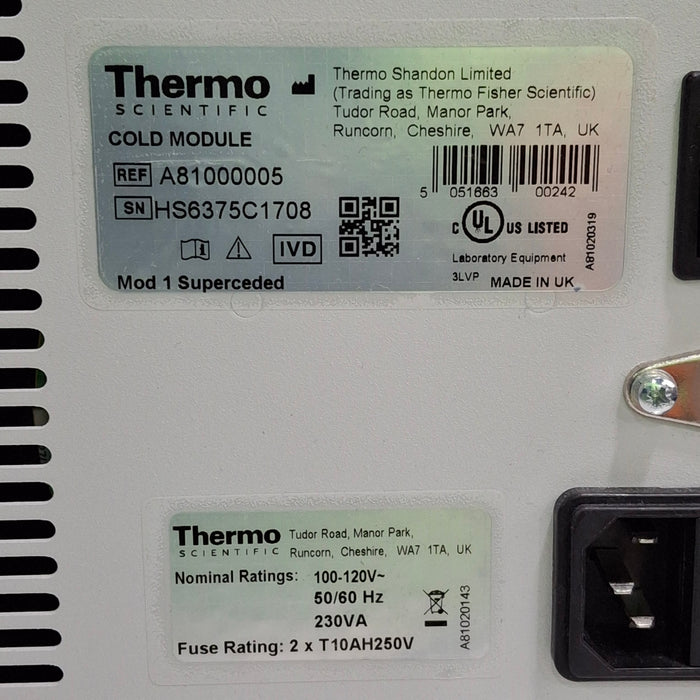 Thermo
SCIENTIFIC
Thermo Shandon Limited
(Trading as Thermo Fisher Scientific)
Tudor Road, Manor Park,
Runcorn, Cheshire, WA7 1TA, UK
COLD MODULE
REF A81000005
SN HS6375C1708
5 051663 00242
C UL US LISTED
IVD
Laboratory Equipment
3LVP MADE IN UK
A81020319
Mod 1 Superceded
Thermo
SCIENTIFIC
Tudor Road, Manor Park,
Runcorn, Cheshire, WA7 1TA, UK
Nominal Ratings: 100-120V~
50/60 Hz
230VA
Fuse Rating: 2 x T10AH250V
A81020143